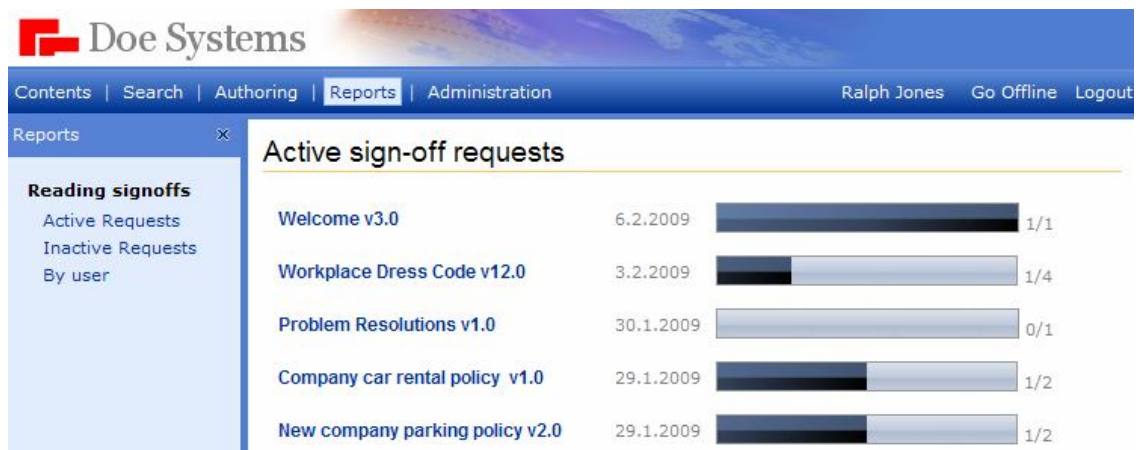 Doe Systems
Contents | Search | Authoring | Reports | Administration Ralph Jones Go Offline Logout
Reports x
Active sign-off requests
Reading signoffs
Active Requests
Inactive Requests
By user
Welcome v3.0 6.2.2009 1/1
Workplace Dress Code v12.0 3.2.2009 1/4
Problem Resolutions v1.0 30.1.2009 0/1
Company car rental policy v1.0 29.1.2009 1/2
New company parking policy v2.0 29.1.2009 1/2